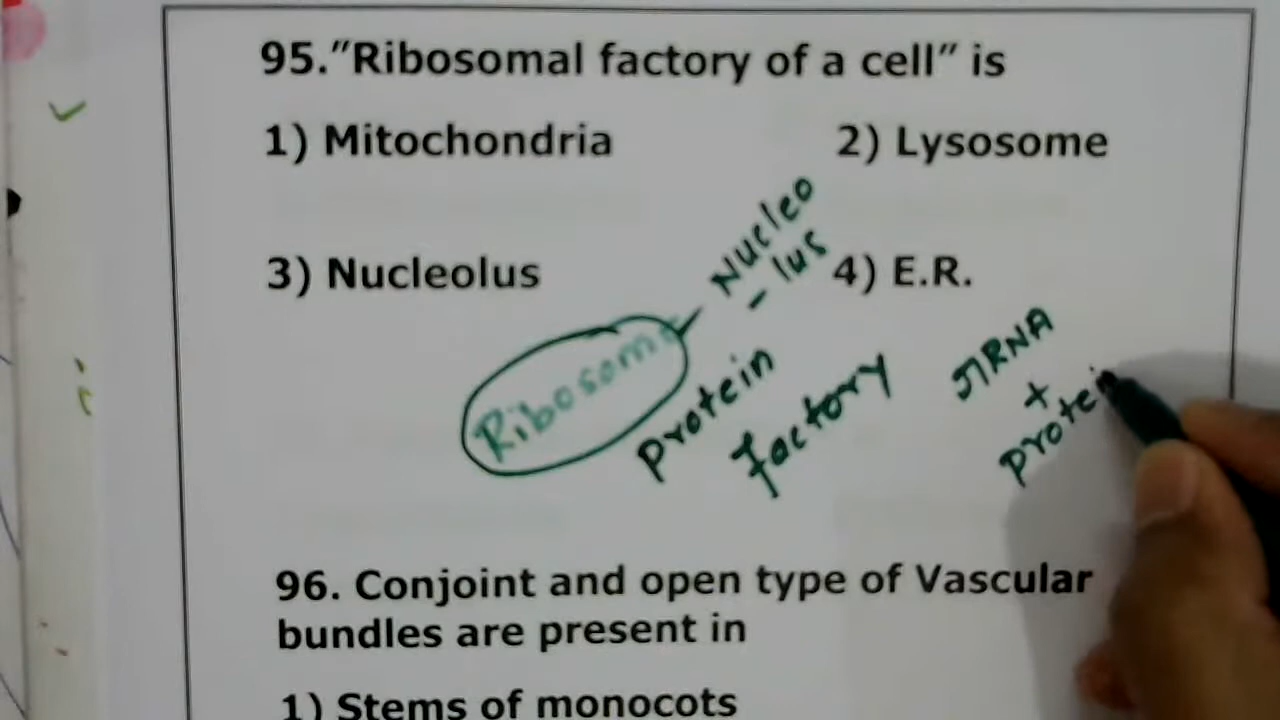 95."Ribosomal factory of a cell" is
1) Mitochondria
2) Lysosome
3) Nucleolus
4) E.R.
Nucleo
- lus
Ribosome
Protein
Factory
rRNA
+
Protei
96. Conjoint and open type of Vascular
bundles are present in
1) Stems of monocots